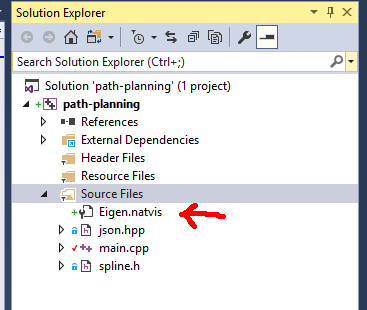 Solution Explorer
Search Solution Explorer (Ctrl+;)
Solution 'path-planning' (1 project)
path-planning
References
External Dependencies
Header Files
Resource Files
Source Files
Eigen.natvis
json.hpp
main.cpp
spline.h